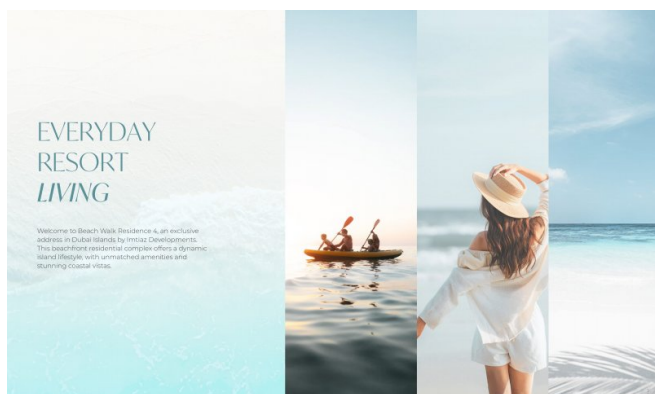 EVERYDAY
RESORT
LIVING
Welcome to Beach Walk Residence 4, an exclusive
address in Dubai Islands by Imtiaz Developments.
This beachfront residential complex offers a dynamic
island lifestyle, with unmatched amenities and
stunning coastal vistas.